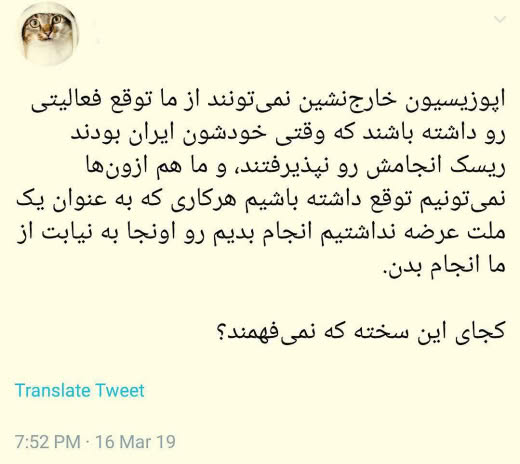 اپوزیسیون خارج‌نشین نمی‌تونند از ما توقع فعالیتی
رو داشته باشند که وقتی خودشون ایران بودند
ریسک انجامش رو نپذیرفتند، و ما هم ازون‌ها
نمی‌تونیم توقع داشته باشیم هرکاری که به عنوان یک
ملت عرضه نداشتیم انجام بدیم رو اونجا به نیابت از
ما انجام بدن.
کجای این سخته که نمی‌فهمند؟
Translate Tweet
7:52 PM · 16 Mar 19